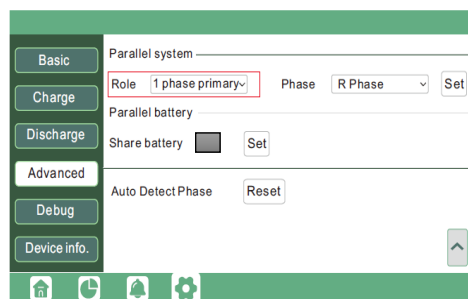 Basic
Charge
Discharge
Advanced
Debug
Device info.
Parallel system
Role 1 phase primary Phase R Phase Set
Parallel battery
Share battery Set
Auto Detect Phase Reset